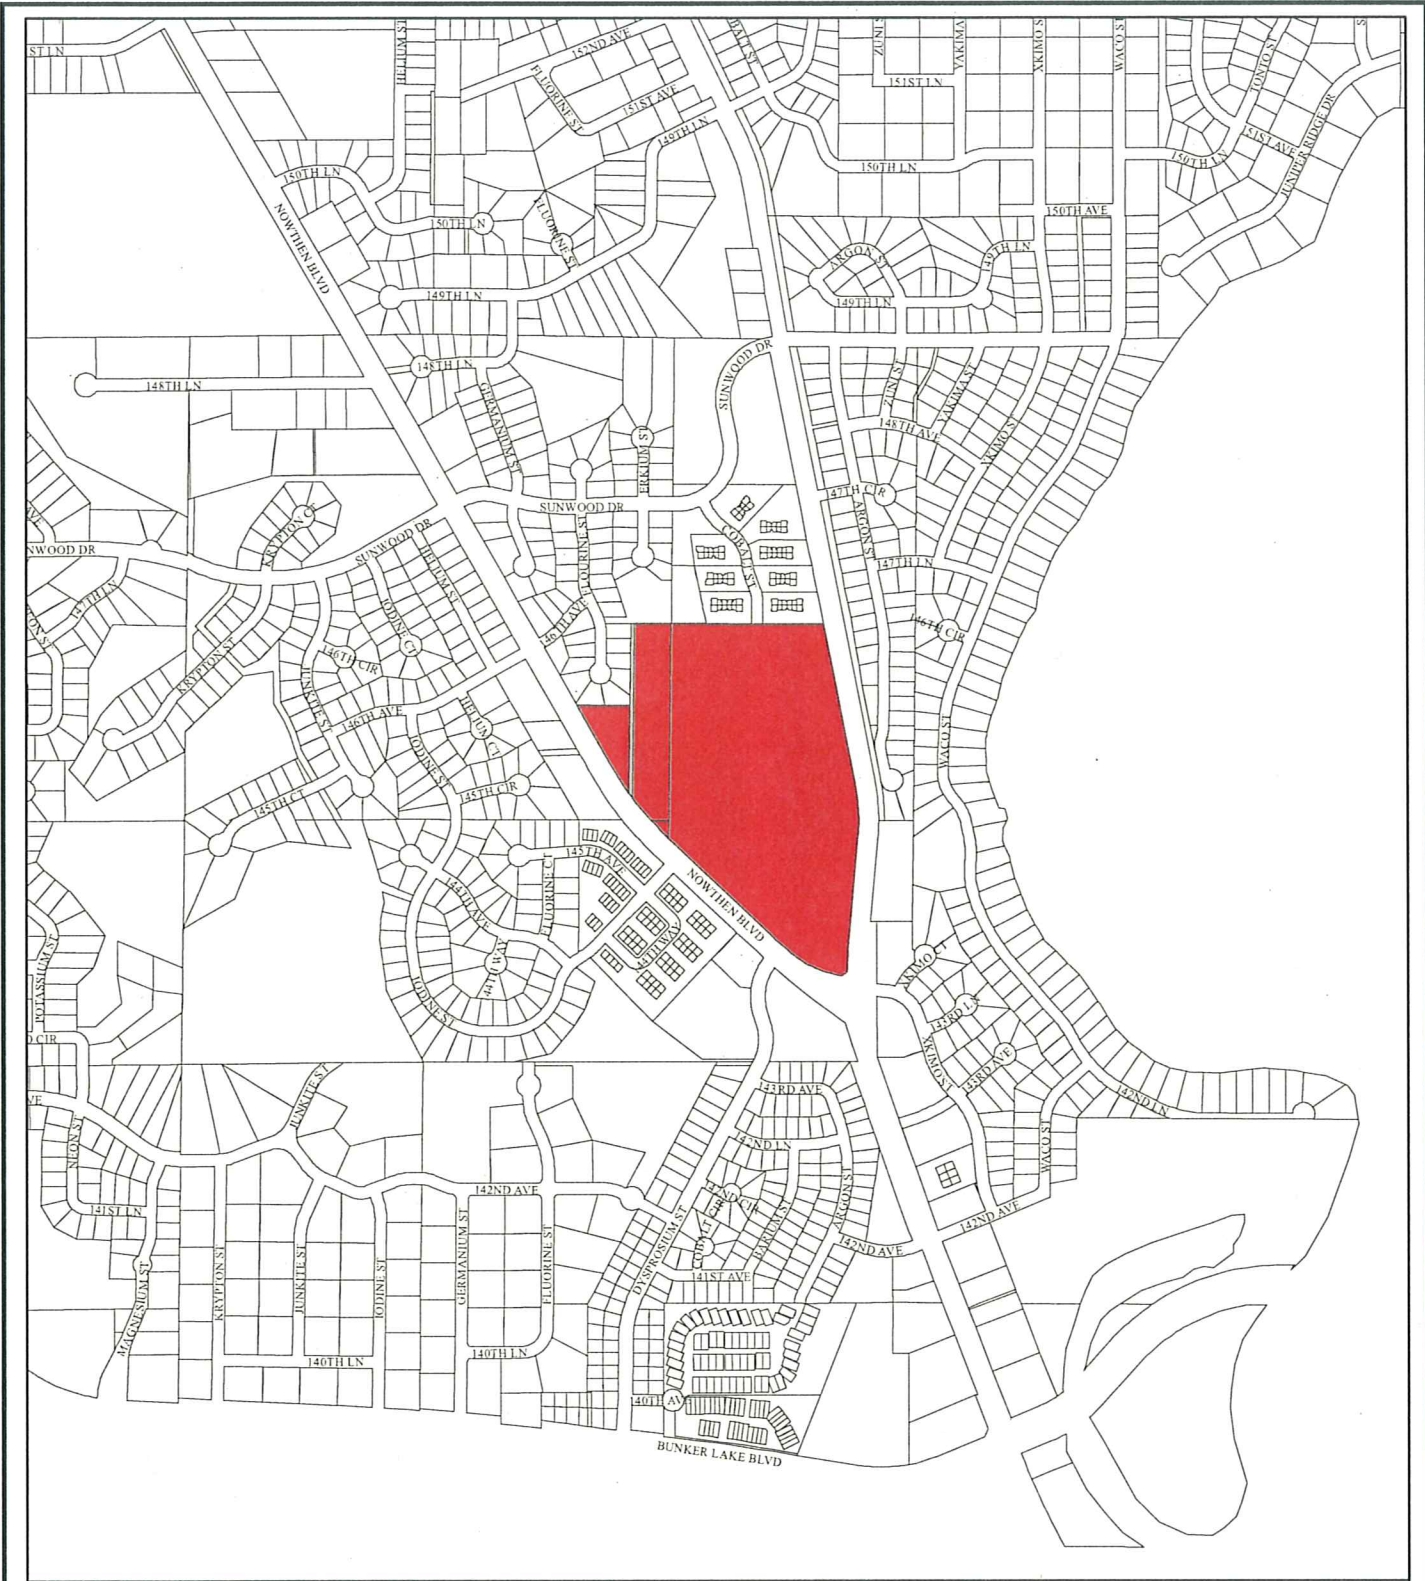 ST LN
HELIUM ST
152ND AVE
FLUORINE ST
151ST AVE
149TH LN
ZUNI S
YAKIMA
XKIMO S
WACO ST
151ST LN
TONTO S
151ST AVE
JUNIPER RIDGE DR
S
150TH LN
150TH LN
150TH LN
150TH AVE
NOWTHEN BLVD
FLUORINE ST
ARGON ST
149TH LN
149TH LN
149TH LN
148TH LN
148TH LN
GERMANIUM ST
SUNWOOD DR
ZUNI ST
YAKIMA ST
148TH AVE
XKIMO ST
ERKIUM ST
147TH CIR
ARGON ST
KRYPTON CT
SUNWOOD DR
SUNWOOD DR
NWOOD DR
AVE
HELIUM ST
FLOURINE ST
COBALT ST
147TH LN
147TH LN
IODINE CT
146TH AVE
146TH CIR
146TH CIR
KRYPTON ST
JUNKITE ST
146TH AVE
HELIUM CT
IODINE ST
145TH CIR
145TH CT
WACO ST
145TH AVE
FLUORINE CT
NOWTHEN BLVD
144TH AVE
44TH WAY
IODINE ST
POTASSIUM ST
XKIMO CT
143RD LN
143RD AVE
XKIMO ST
D CIR
VE
JUNKITE ST
143RD AVE
142ND LN
142ND LN
WACO ST
NEON ST
141ST LN
142ND AVE
COBALT CIR
BARIUM ST
ARGON ST
142ND AVE
142ND AVE
141ST AVE
DYSPROSIUM ST
MAGNESIUM ST
KRYPTON ST
JUNKITE ST
IODINE ST
GERMANIUM ST
FLUORINE ST
140TH LN
140TH LN
140TH AV
BUNKER LAKE BLVD